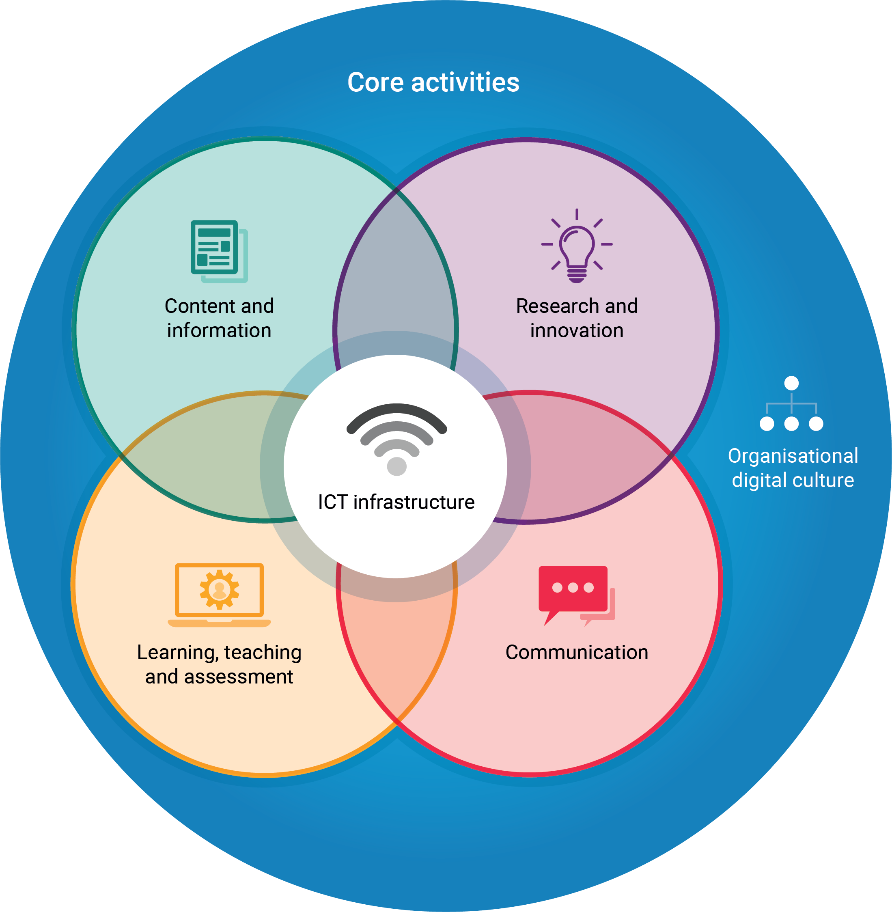 Core activities
Content and
information
Research and
innovation
Organisational
digital culture
ICT infrastructure
Learning, teaching
and assessment
Communication